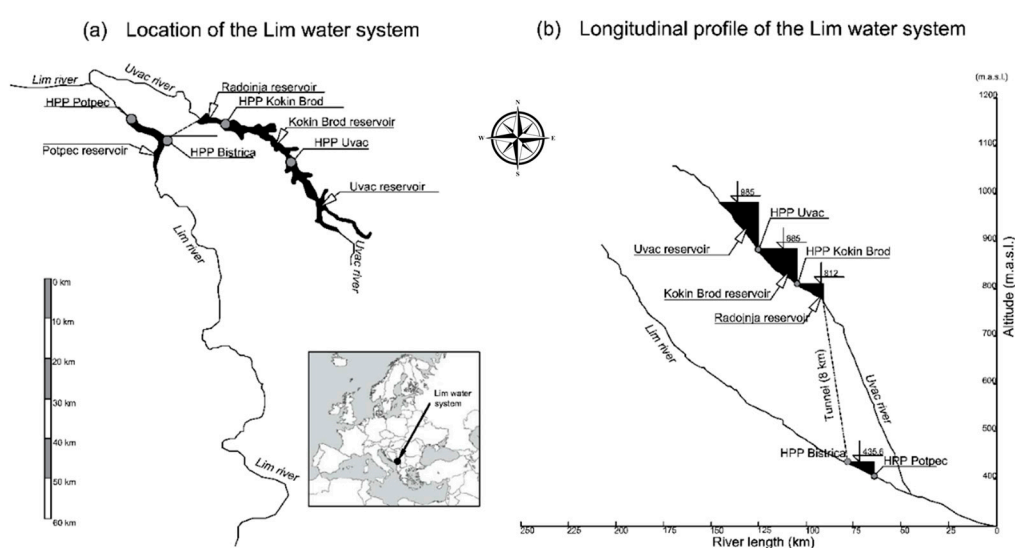 (a) Location of the Lim water system
Lim river
Uvac river
Radoinja reservoir
HPP Kokin Brod
HPP Potpec
Kokin Brod reservoir
HPP Uvac
Potpec reservoir
HPP Bistrica
Uvac reservoir
Lim river
Uvac river
0 km
10 km
20 km
30 km
40 km
50 km
60 km
Lim river
Lim water
system
N
W
E
S
(b) Longitudinal profile of the Lim water system
(m.a.s.l.)
1200
1100
1000
900
800
700
600
500
400
Altitude (m.a.s.l.)
985
HPP Uvac
Uvac reservoir
885
HPP Kokin Brod
Kokin Brod reservoir
812
Radojnja reservoir
Lim river
Tunnel (8 km)
Uvac river
HPP Bistrica
435.6
HPP Potpec
250
225
200
175
150
125
100
75
50
25
0
River length (km)